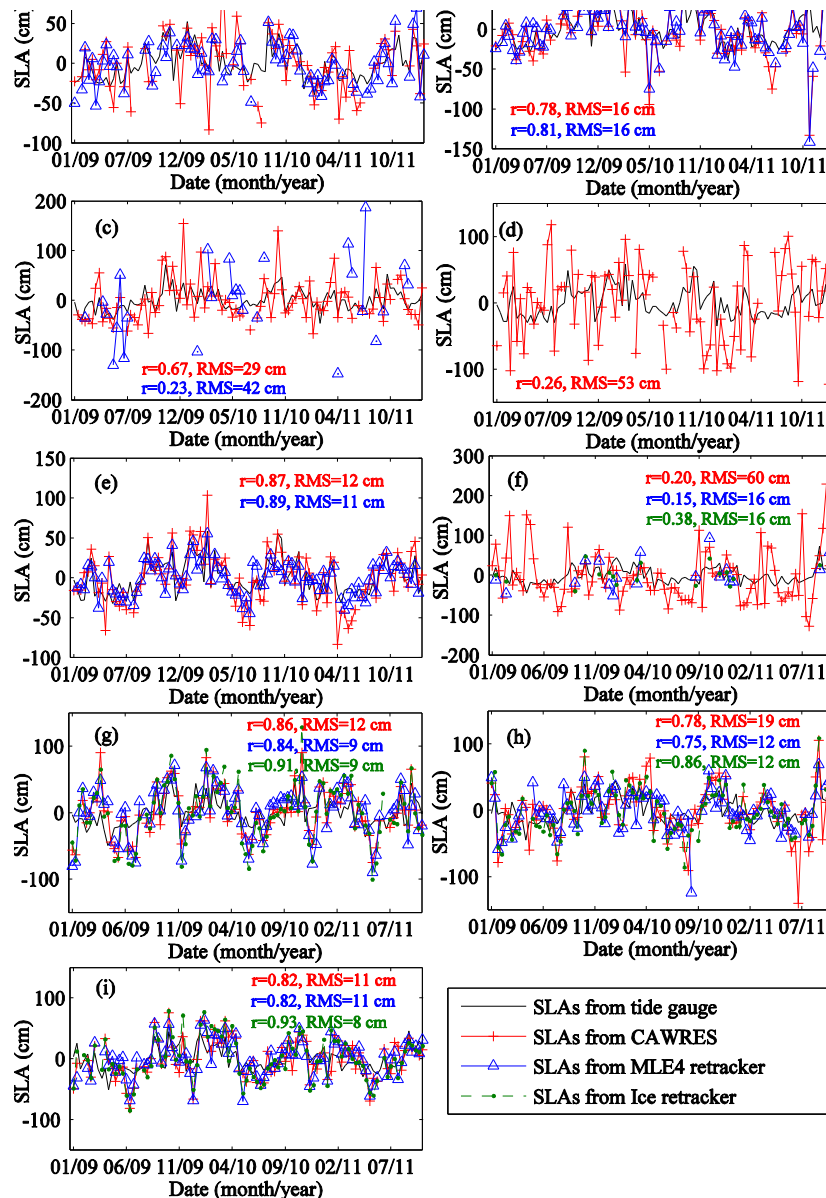 50
0
-50
-100
SLA (cm)
01/09 07/09 12/09 05/10 11/10 04/11 10/11
Date (month/year)
0
-50
-100
-150
SLA (cm)
r=0.78, RMS=16 cm
r=0.81, RMS=16 cm
01/09 07/09 12/09 05/10 11/10 04/11 10/11
Date (month/year)
200
100
0
-100
-200
SLA (cm)
(c)
r=0.67, RMS=29 cm
r=0.23, RMS=42 cm
01/09 07/09 12/09 05/10 11/10 04/11 10/11
Date (month/year)
100
0
-100
SLA (cm)
(d)
r=0.26, RMS=53 cm
01/09 07/09 12/09 05/10 11/10 04/11 10/11
Date (month/year)
150
100
50
0
-50
-100
SLA (cm)
(e)
r=0.87, RMS=12 cm
r=0.89, RMS=11 cm
01/09 07/09 12/09 05/10 11/10 04/11 10/11
Date (month/year)
300
200
100
0
-100
-200
SLA (cm)
(f)
r=0.20, RMS=60 cm
r=0.15, RMS=16 cm
r=0.38, RMS=16 cm
01/09 06/09 11/09 04/10 09/10 02/11 07/11
Date (month/year)
100
0
-100
SLA (cm)
(g)
r=0.86, RMS=12 cm
r=0.84, RMS=9 cm
r=0.91, RMS=9 cm
01/09 06/09 11/09 04/10 09/10 02/11 07/11
Date (month/year)
100
0
-100
SLA (cm)
(h)
r=0.78, RMS=19 cm
r=0.75, RMS=12 cm
r=0.86, RMS=12 cm
01/09 06/09 11/09 04/10 09/10 02/11 07/11
Date (month/year)
100
0
-100
SLA (cm)
(i)
r=0.82, RMS=11 cm
r=0.82, RMS=11 cm
r=0.93, RMS=8 cm
01/09 06/09 11/09 04/10 09/10 02/11 07/11
Date (month/year)
SLAs from tide gauge
SLAs from CAWRES
SLAs from MLE4 retracker
SLAs from Ice retracker